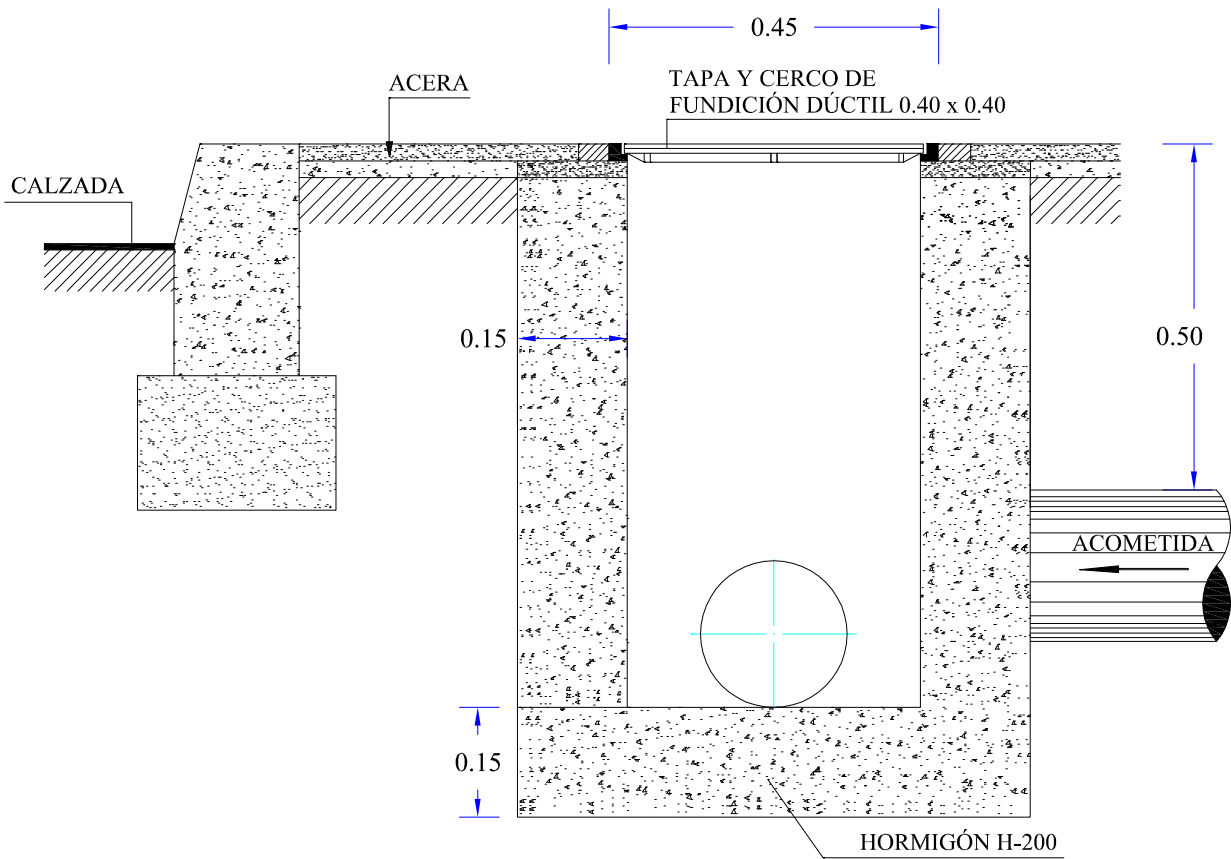 0.45
TAPA Y CERCO DE
FUNDICIÓN DÚCTIL 0.40 x 0.40
ACERA
CALZADA
0.15
0.50
ACOMETIDA
0.15
HORMIGÓN H-200